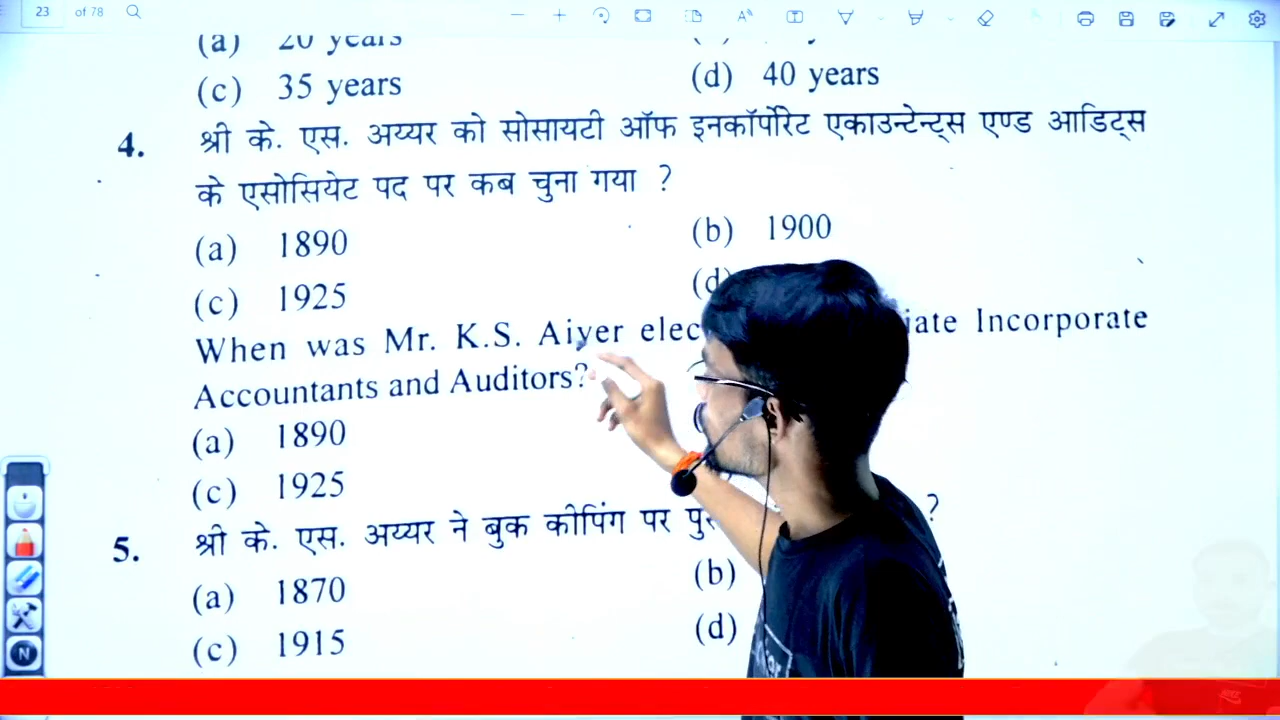 23 of 78
(a) 20 years
(c) 35 years (d) 40 years
4. श्री के. एस. अय्यर को सोसायटी ऑफ इनकॉर्पोरेट एकाउन्टेन्ट्स एण्ड आडिट्स
के एसोसियेट पद पर कब चुना गया ?
(a) 1890 (b) 1900
(c) 1925 (d)
When was Mr. K.S. Aiyer elec iate Incorporate
Accountants and Auditors?
(a) 1890
(c) 1925
5. श्री के. एस. अय्यर ने बुक कीपिंग पर पु ?
(a) 1870 (b)
(c) 1915 (d)
N